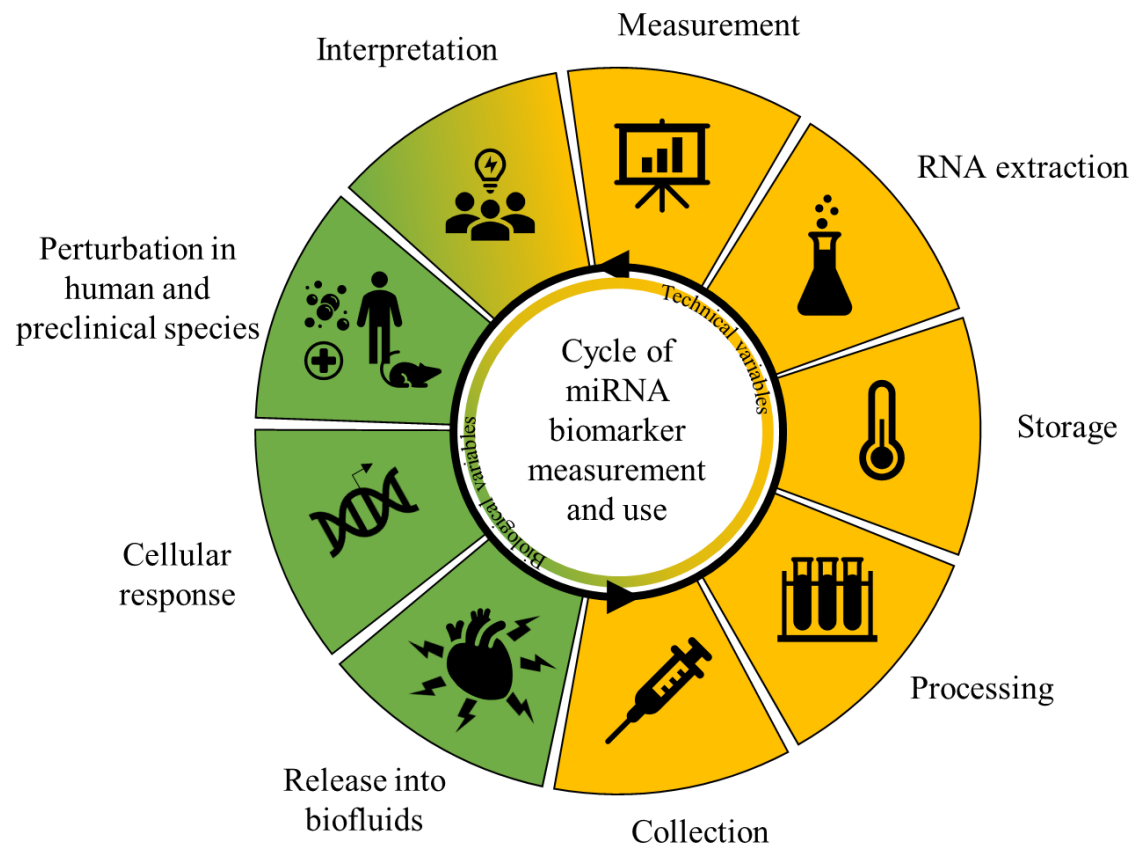 Measurement
Interpretation
RNA extraction
Perturbation in
human and
preclinical species
Technical variables
Cycle of
miRNA
biomarker
measurement
and use
Storage
Biological variables
Cellular
response
Processing
Release into
biofluids
Collection